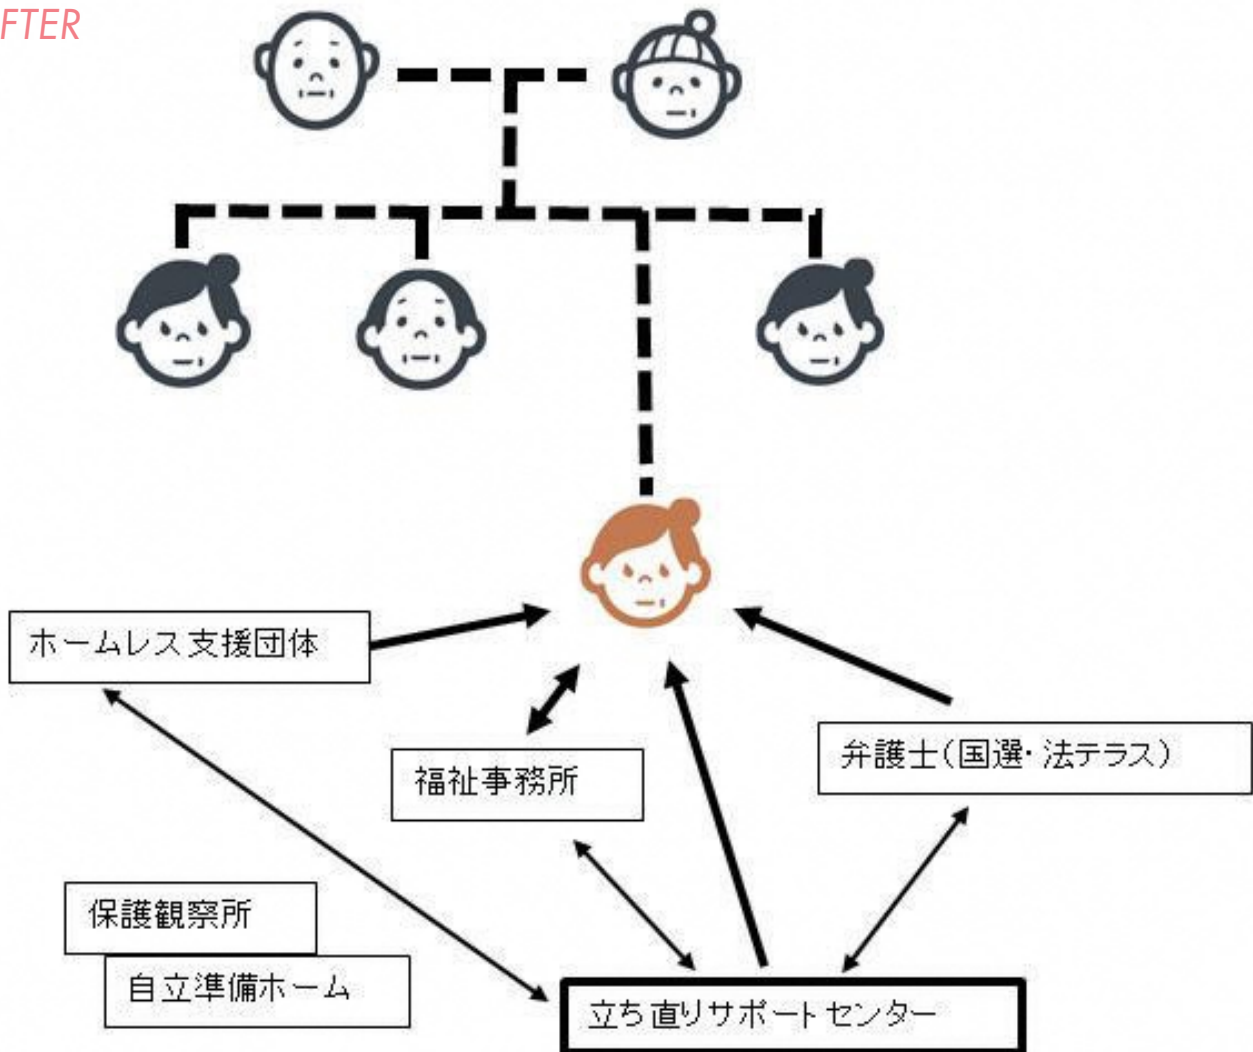 FTER
ホームレス支援団体
福祉事務所
弁護士(国選・法テラス)
保護観察所
自立準備ホーム
立ち直りサポートセンター